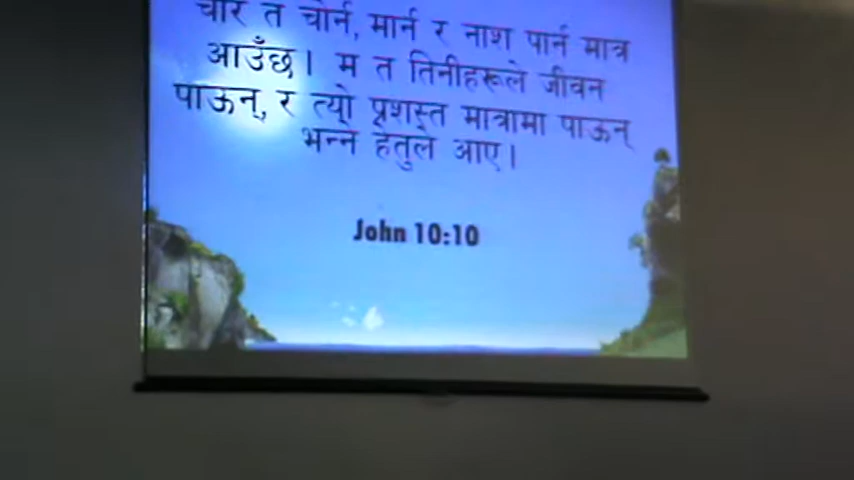 चोर त चोर्न, मार्न र नाश पार्न मात्र
आउँछ। म त तिनीहरूले जीवन
पाऊन्, र त्यो प्रशस्त मात्रामा पाऊन्
भन्ने हेतुले आएँ।
John 10:10